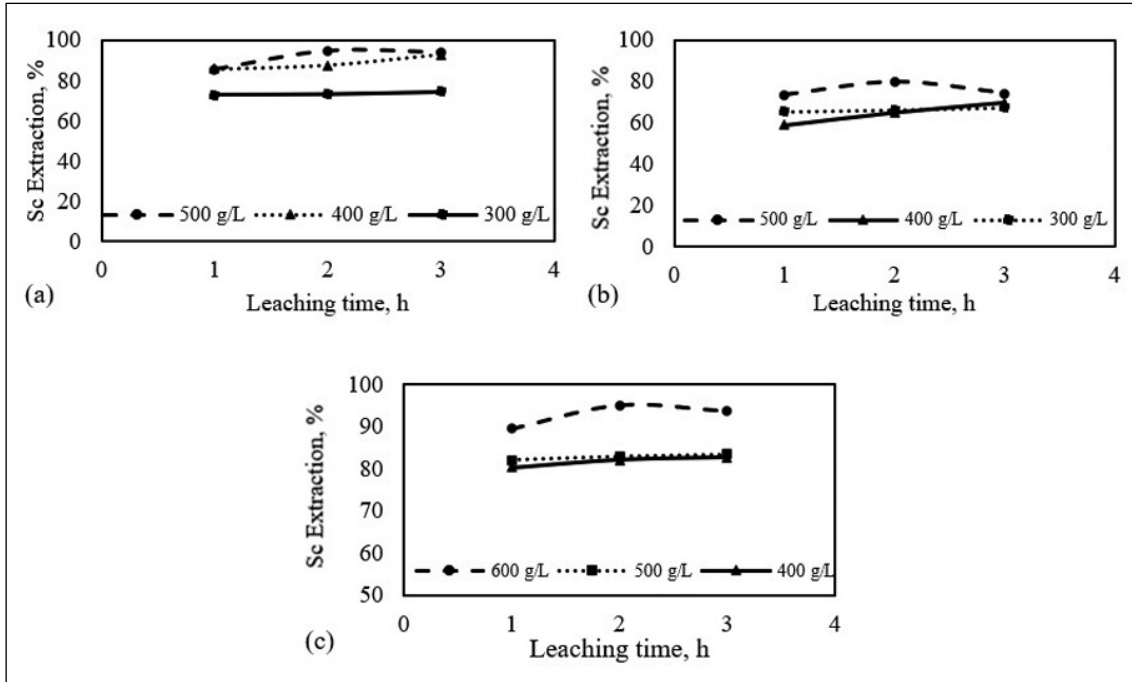 100
80
60
40
20
0
Sc Extraction, %
500 g/L 400 g/L 300 g/L
0 1 2 3 4
Leaching time, h
(a)
100
80
60
40
20
0
Sc Extraction, %
500 g/L 400 g/L 300 g/L
0 1 2 3 4
Leaching time, h
(b)
100
90
80
70
60
50
Sc Extraction, %
600 g/L 500 g/L 400 g/L
0 1 2 3 4
Leaching time, h
(c)